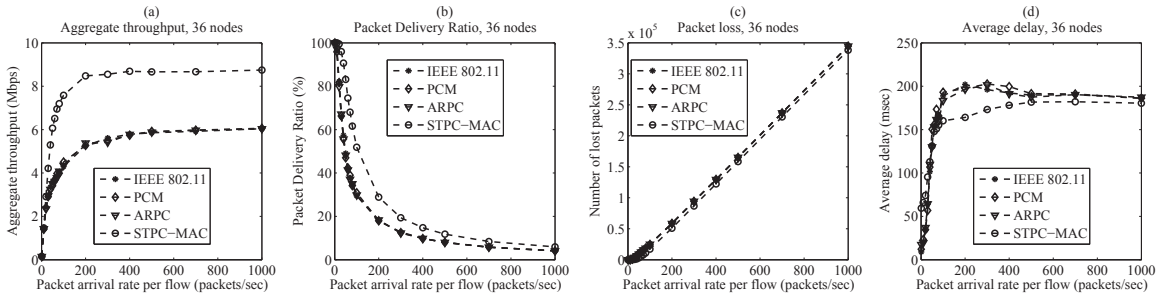 (a)
Aggregate throughput, 36 nodes
Aggregate throughput (Mbps)
10
8
6
4
2
0
IEEE 802.11
PCM
ARPC
STPC−MAC
0 200 400 600 800 1000
Packet arrival rate per flow (packets/sec)
(b)
Packet Delivery Ratio, 36 nodes
Packet Delivery Ratio (%)
100
80
60
40
20
0
IEEE 802.11
PCM
ARPC
STPC−MAC
0 200 400 600 800 1000
Packet arrival rate per flow (packets/sec)
(c)
Packet loss, 36 nodes
x 10^5
Number of lost packets
3.5
3
2.5
2
1.5
1
0.5
0
IEEE 802.11
PCM
ARPC
STPC−MAC
0 200 400 600 800 1000
Packet arrival rate per flow (packets/sec)
(d)
Average delay, 36 nodes
Average delay (msec)
250
200
150
100
50
0
IEEE 802.11
PCM
ARPC
STPC−MAC
0 200 400 600 800 1000
Packet arrival rate per flow (packets/sec)